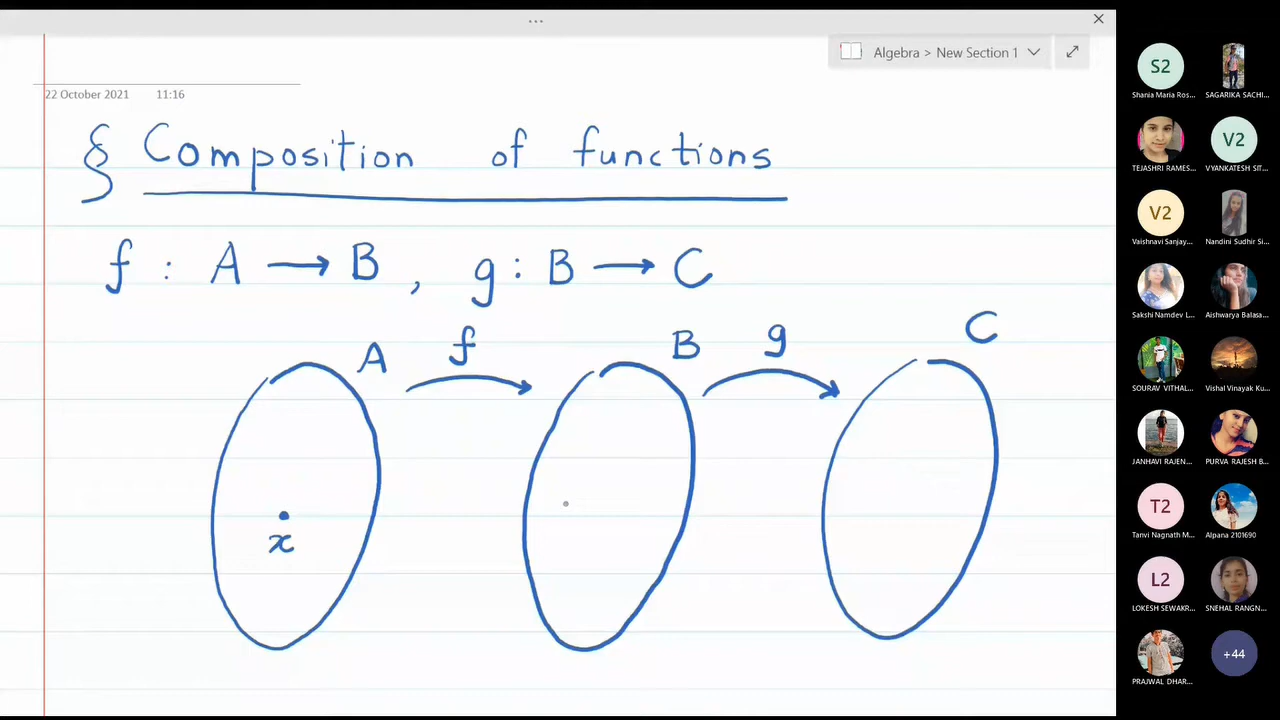 ...
Algebra > New Section 1
22 October 2021 11:16
§ Composition of functions
f : A → B , g : B → C
A f B g C
x
S2
Shania Maria Ros... SAGARIKA SACHI...
V2
TEJASHRI RAMES... VYANKATESH SIT...
V2
Vaishnavi Sanjay... Nandini Sudhir Si...
Sakshi Namdev L... Aishwarya Balasa...
SOURAV VITHAL... Vishal Vinayak Ku...
JANHAVI RAJEN... PURVA RAJESH B...
T2
Tanvi Nagnath M... Alpana 2101690
L2
LOKESH SEWAKR... SNEHAL RANGN...
+44
PRAJWAL DHAR...